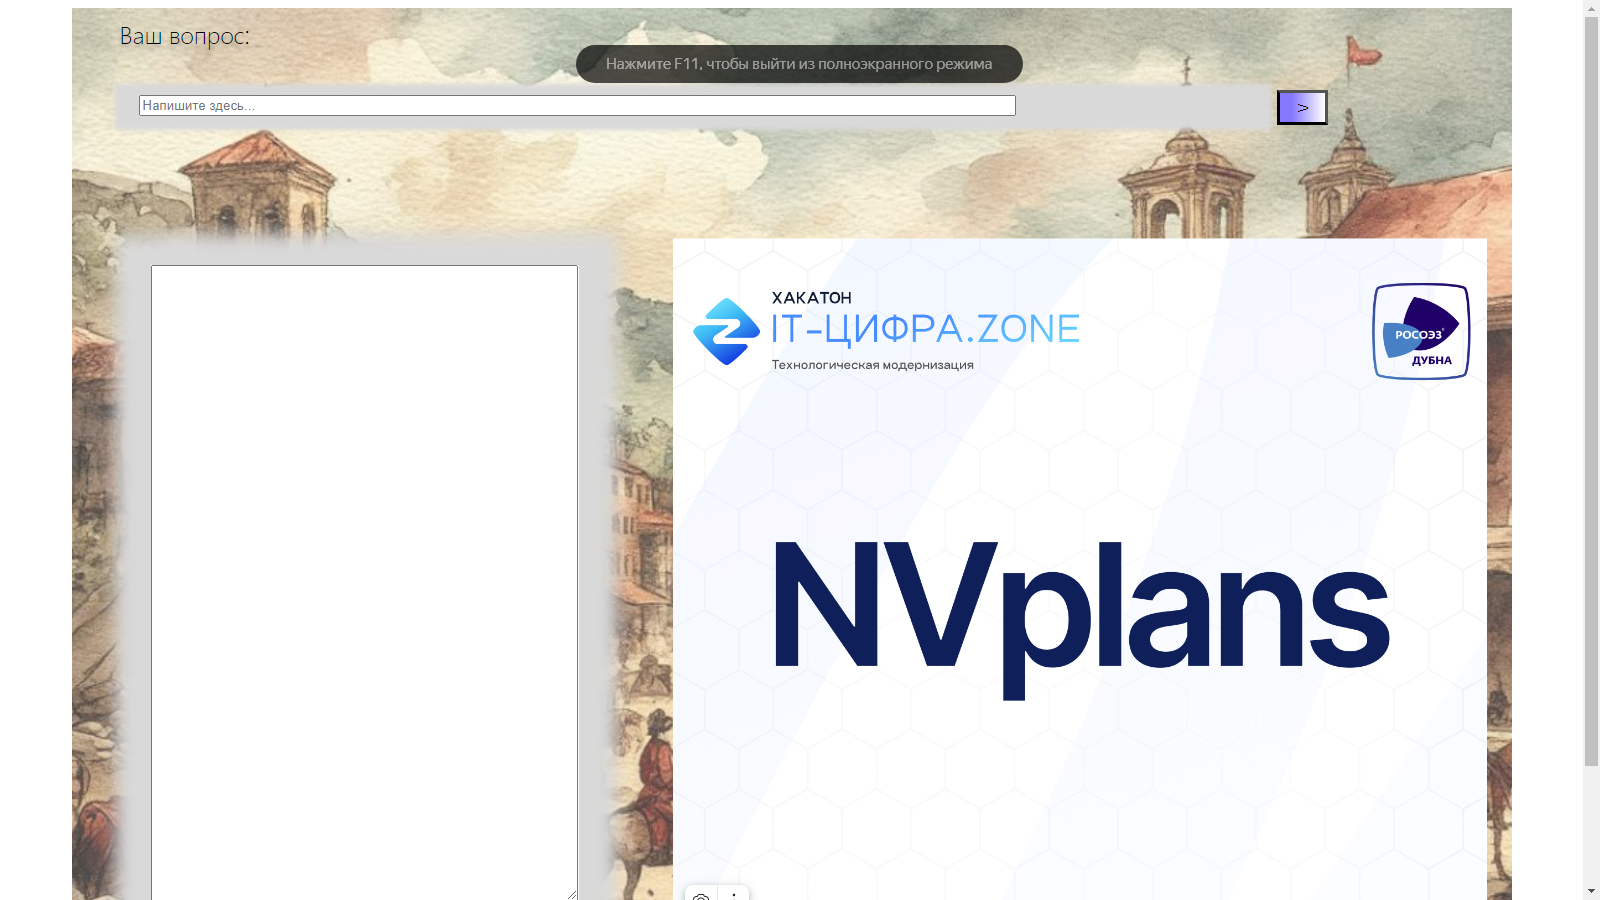 Ваш вопрос:
Нажмите F11, чтобы выйти из полноэкранного режима
Напишите здесь...
>
ХАКАТОН
IT-ЦИФРА.ZONE
Технологическая модернизация
РОСОЭЗ
ДУБНА
NVplans